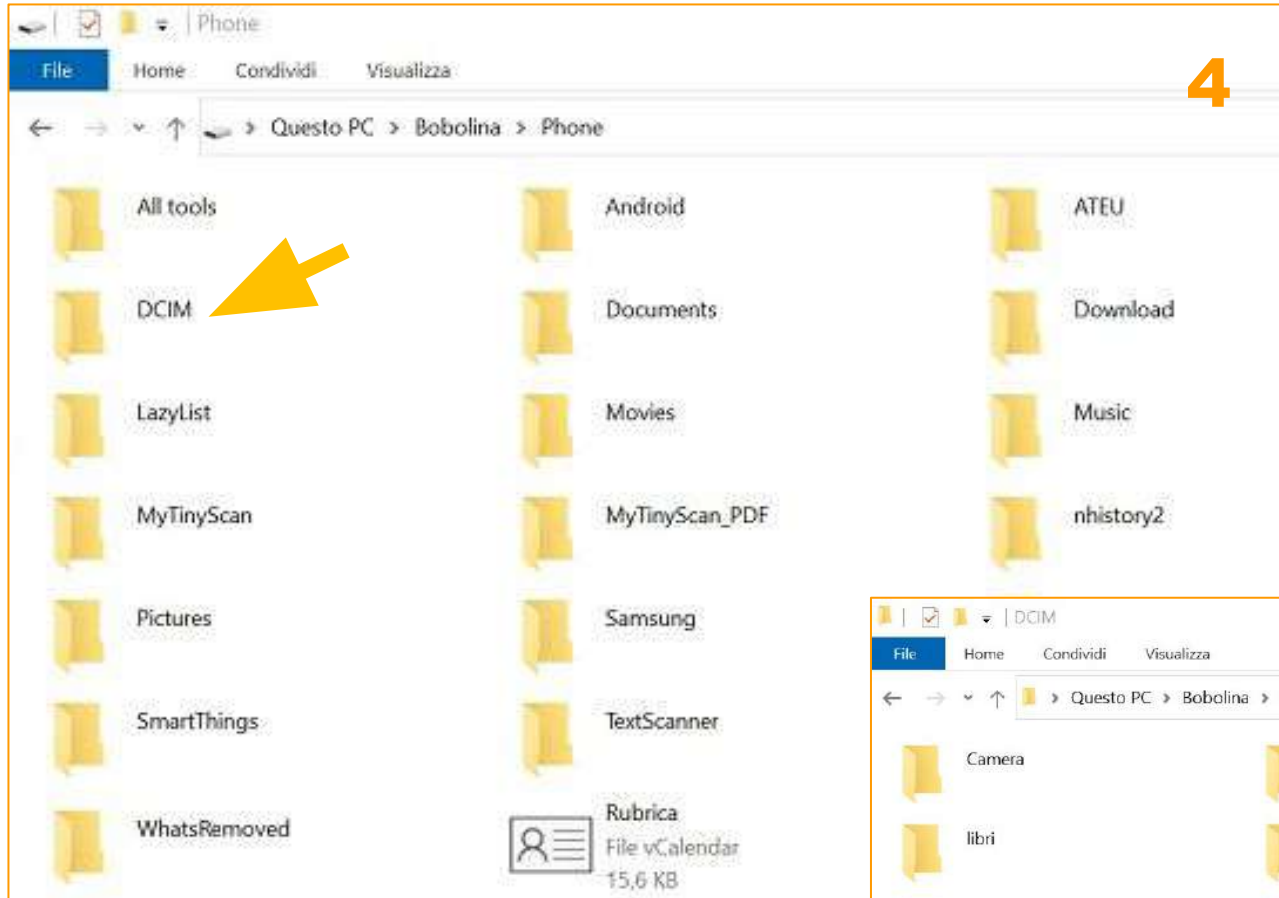 Phone
File Home Condividi Visualizza
4
Questo PC > Bobolina > Phone
All tools Android ATEU
DCIM Documents Download
LazyList Movies Music
MyTinyScan MyTinyScan_PDF nhistory2
Pictures Samsung
SmartThings TextScanner
WhatsRemoved Rubrica
File vCalendar
15,6 KB
DCIM
File Home Condividi Visualizza
Questo PC > Bobolina >
Camera
libri